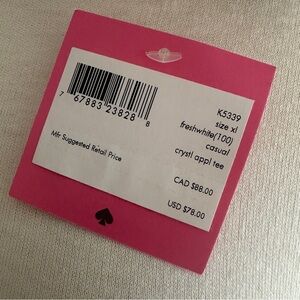 K5339
size xl
freshwhite(100)
casual
crystl appl tee
7 67883 23828 8
Mfr Suggested Retail Price
CAD $88.00
USD $78.00